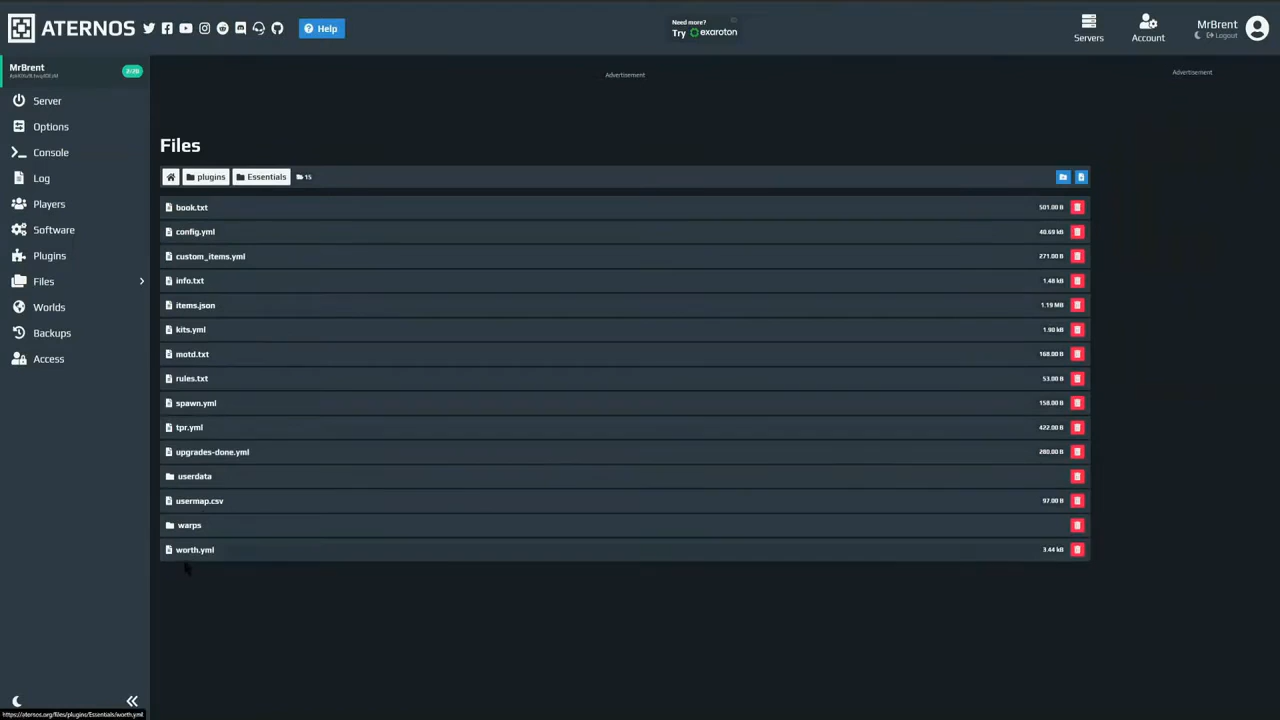 ATERNOS
Help
Need more?
Try exaroton
Servers
Account
MrBrent
Logout
MrBrent
2/20
Server
Options
Console
Log
Players
Software
Plugins
Files
Worlds
Backups
Access
Advertisement
Advertisement
Files
plugins
Essentials
15
book.txt
501.00 B
config.yml
40.69 kB
custom_items.yml
271.00 B
info.txt
1.48 kB
items.json
1.19 MB
kits.yml
1.90 kB
motd.txt
168.00 B
rules.txt
53.00 B
spawn.yml
158.00 B
tpr.yml
422.00 B
upgrades-done.yml
280.00 B
userdata
usermap.csv
97.00 B
warps
worth.yml
3.44 kB
https://aternos.org/files/plugins/Essentials/worth.yml